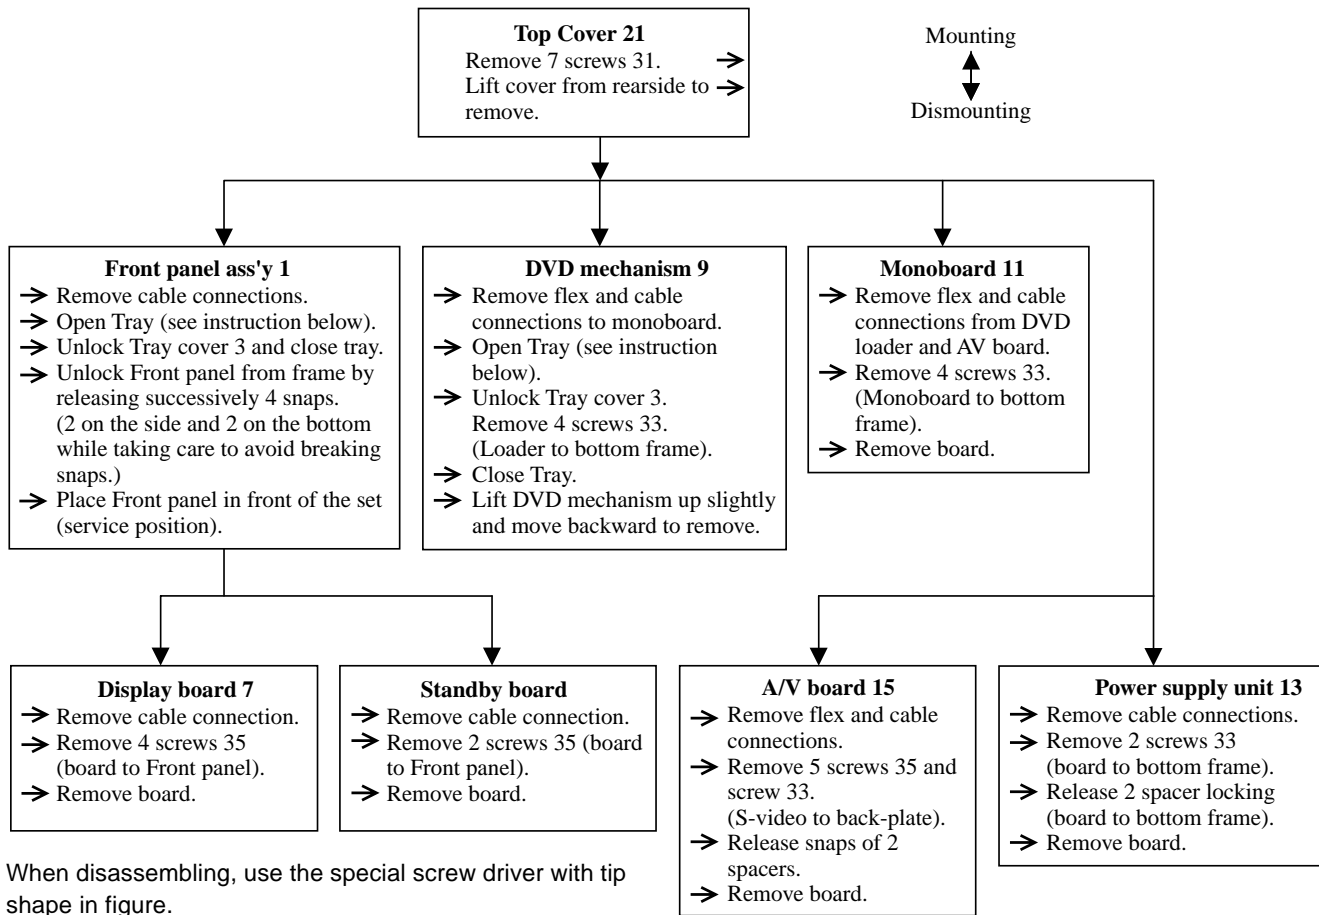 Top Cover 21
Remove 7 screws 31.
Lift cover from rearside to
remove.
Mounting
Dismounting
Front panel ass'y 1
Remove cable connections.
Open Tray (see instruction below).
Unlock Tray cover 3 and close tray.
Unlock Front panel from frame by
releasing successively 4 snaps.
(2 on the side and 2 on the bottom
while taking care to avoid breaking
snaps.)
Place Front panel in front of the set
(service position).
DVD mechanism 9
Remove flex and cable
connections to monoboard.
Open Tray (see instruction
below).
Unlock Tray cover 3.
Remove 4 screws 33.
(Loader to bottom frame).
Close Tray.
Lift DVD mechanism up slightly
and move backward to remove.
Monoboard 11
Remove flex and cable
connections from DVD
loader and AV board.
Remove 4 screws 33.
(Monoboard to bottom
frame).
Remove board.
Display board 7
Remove cable connection.
Remove 4 screws 35
(board to Front panel).
Remove board.
Standby board
Remove cable connection.
Remove 2 screws 35 (board
to Front panel).
Remove board.
A/V board 15
Remove flex and cable
connections.
Remove 5 screws 35 and
screw 33.
(S-video to back-plate).
Release snaps of 2
spacers.
Remove board.
Power supply unit 13
Remove cable connections.
Remove 2 screws 33
(board to bottom frame).
Release 2 spacer locking
(board to bottom frame).
Remove board.
When disassembling, use the special screw driver with tip
shape in figure.